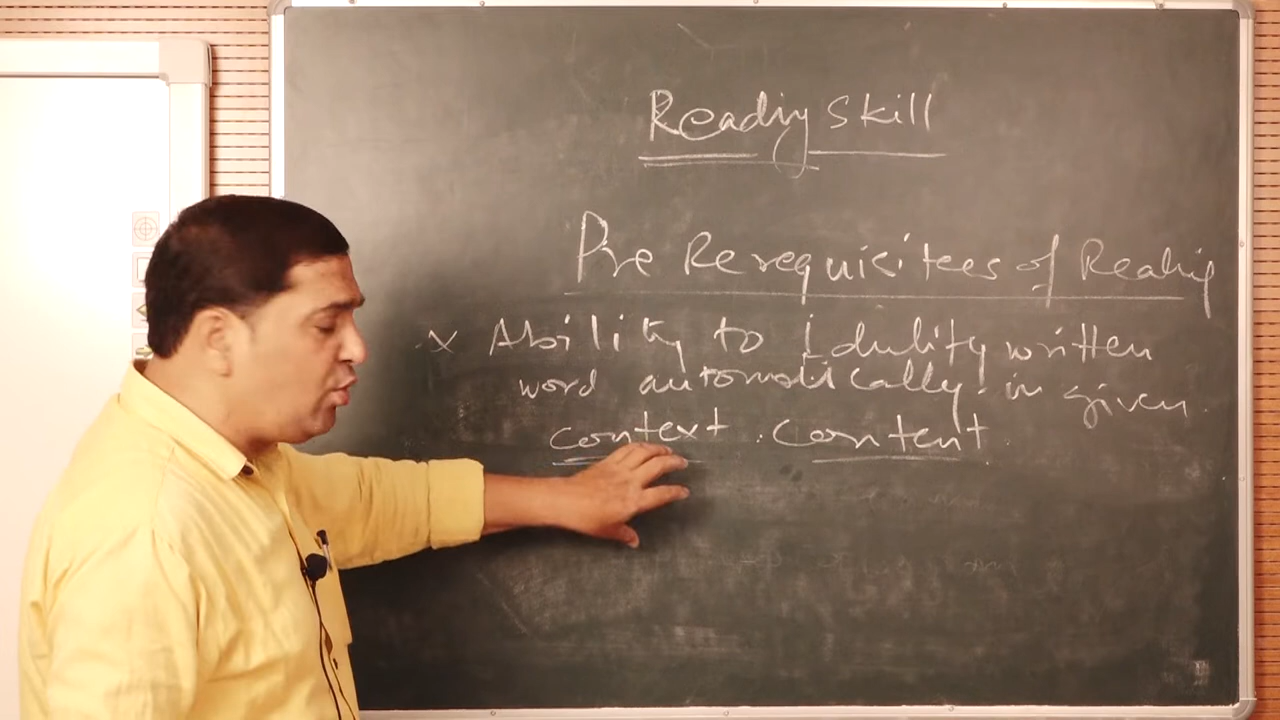 Reading Skill
Pre Rerequisitees of Reading
x Ability to Identity written
word automatically in given.
context . content .